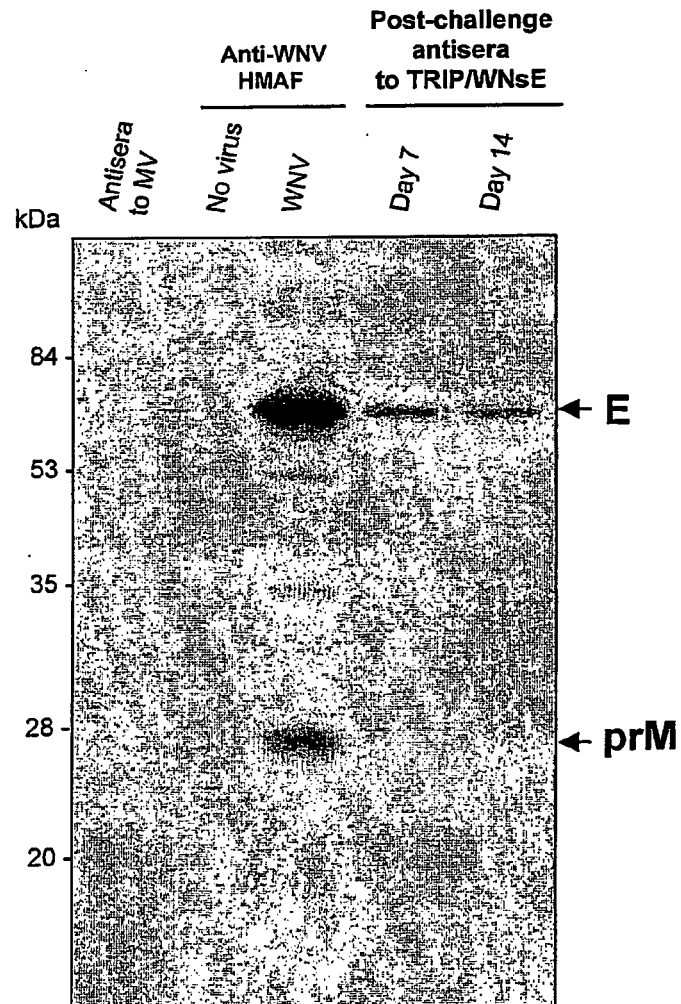 Post-challenge
antisera
to TRIP/WNsE
Anti-WNV
HMAF
Antisera
to MV
No virus
WNV
Day 7
Day 14
kDa
84
53
35
28
20
E
prM